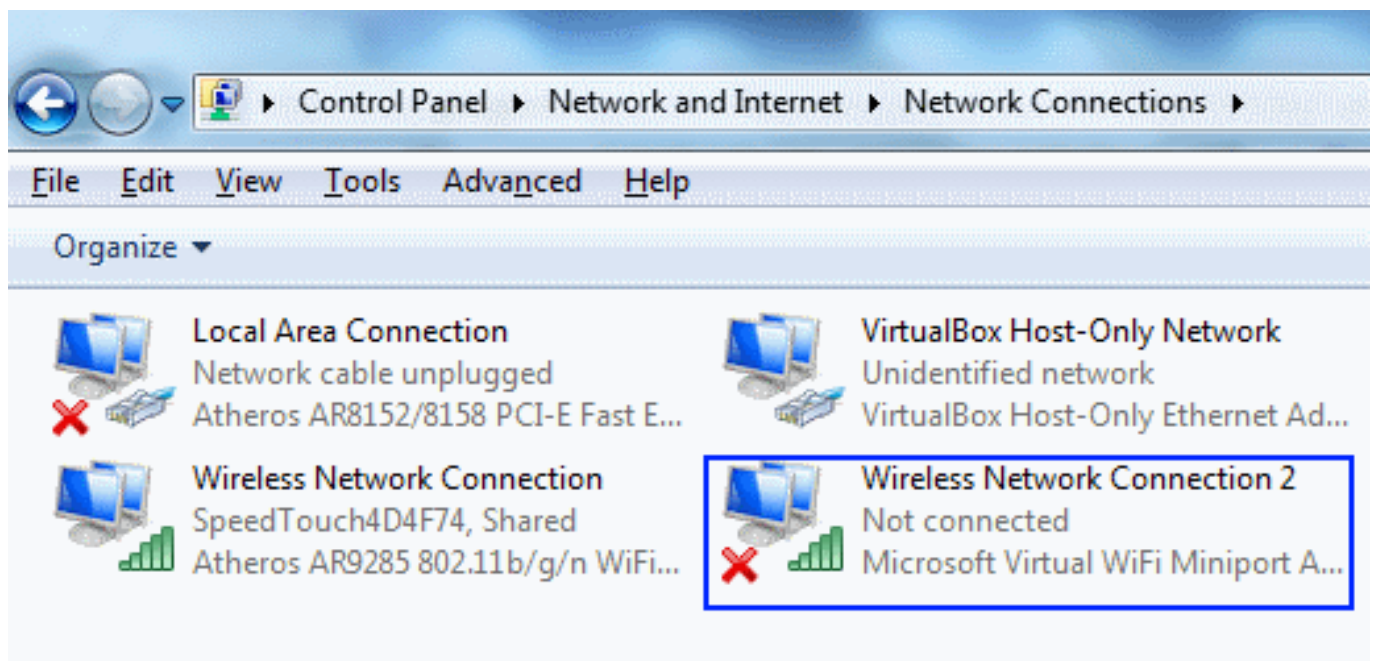 Control Panel Network and Internet Network Connections
File Edit View Tools Advanced Help
Organize
Local Area Connection
Network cable unplugged
Atheros AR8152/8158 PCI-E Fast E...
VirtualBox Host-Only Network
Unidentified network
VirtualBox Host-Only Ethernet Ad...
Wireless Network Connection
SpeedTouch4D4F74, Shared
Atheros AR9285 802.11b/g/n WiFi...
Wireless Network Connection 2
Not connected
Microsoft Virtual WiFi Miniport A...